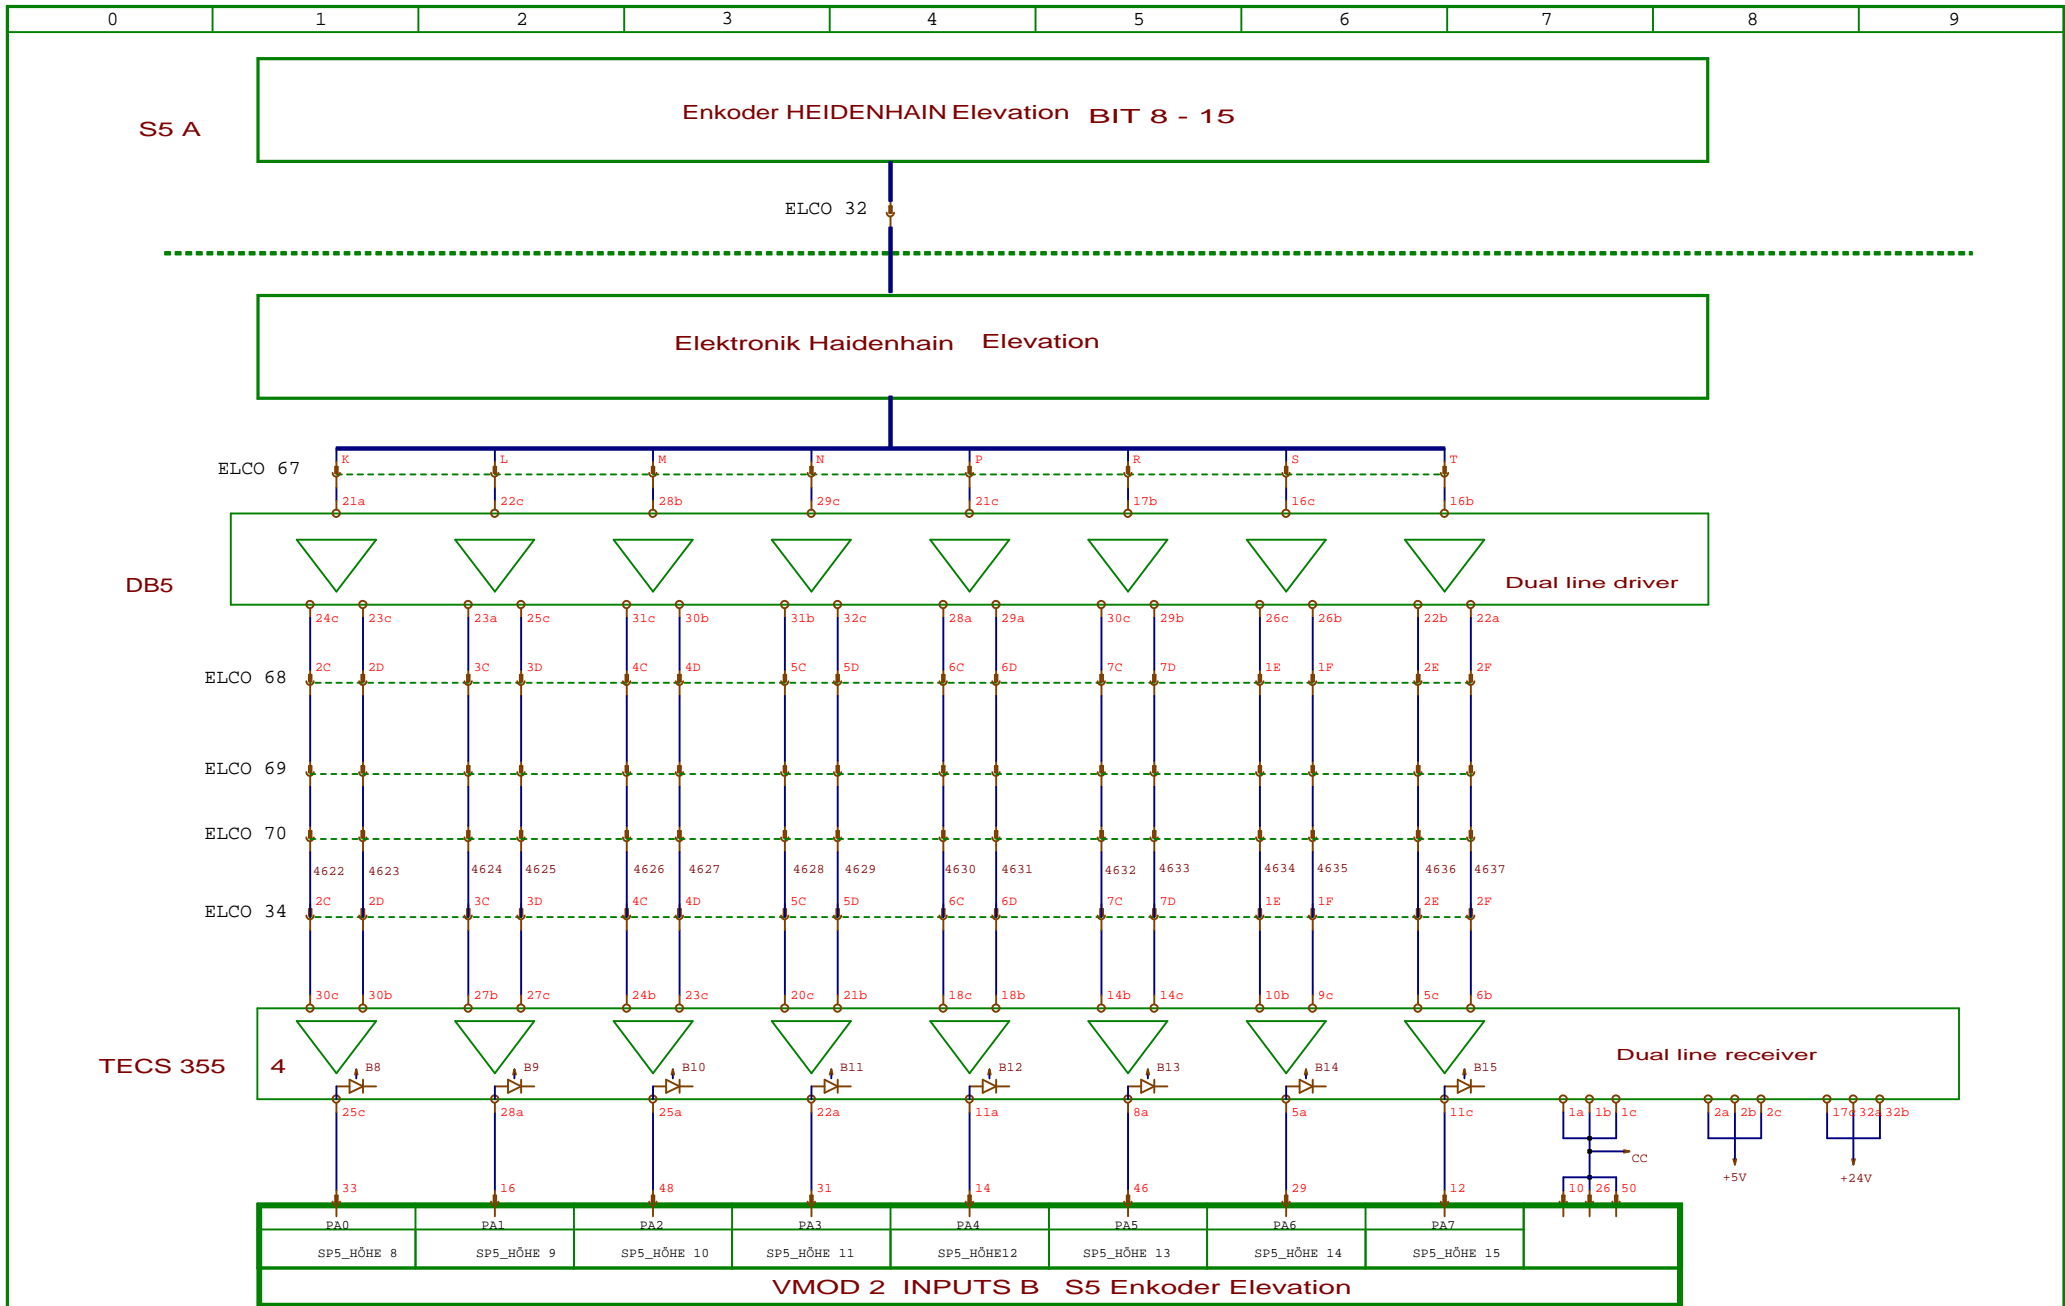 0 1 2 3 4 5 6 7 8 9
Enkoder HEIDENHAIN Elevation BIT 8 - 15
S5 A
ELCO 32
Elektronik Haidenhain Elevation
K L M N P R S T
ELCO 67
21a 22c 28b 29c 21c 17b 16c 16b
DB5
Dual line driver
24c 23c 23a 25c 31c 30b 31b 32c 28a 29a 30c 29b 26c 26b 22b 22a
2C 2D 3C 3D 4C 4D 5C 5D 6C 6D 7C 7D 1E 1F 2E 2F
ELCO 68
ELCO 69
ELCO 70
4622 4623 4624 4625 4626 4627 4628 4629 4630 4631 4632 4633 4634 4635 4636 4637
2C 2D 3C 3D 4C 4D 5C 5D 6C 6D 7C 7D 1E 1F 2E 2F
ELCO 34
30c 30b 27b 27c 24b 23c 20c 21b 18c 18b 14b 14c 10b 9c 5c 6b
Dual line receiver
TECS 355 4
B8 B9 B10 B11 B12 B13 B14 B15
25c 28a 25a 22a 11a 8a 5a 11c 1a 1b 1c 2a 2b 2c 17c 32a 32b
CC
+5V +24V
33 16 48 31 14 46 29 12 10 26 50
PA0 PA1 PA2 PA3 PA4 PA5 PA6 PA7
SP5_HÖHE 8 SP5_HÖHE 9 SP5_HÖHE 10 SP5_HÖHE 11 SP5_HÖHE12 SP5_HÖHE 13 SP5_HÖHE 14 SP5_HÖHE 15
VMOD 2 INPUTS B S5 Enkoder Elevation